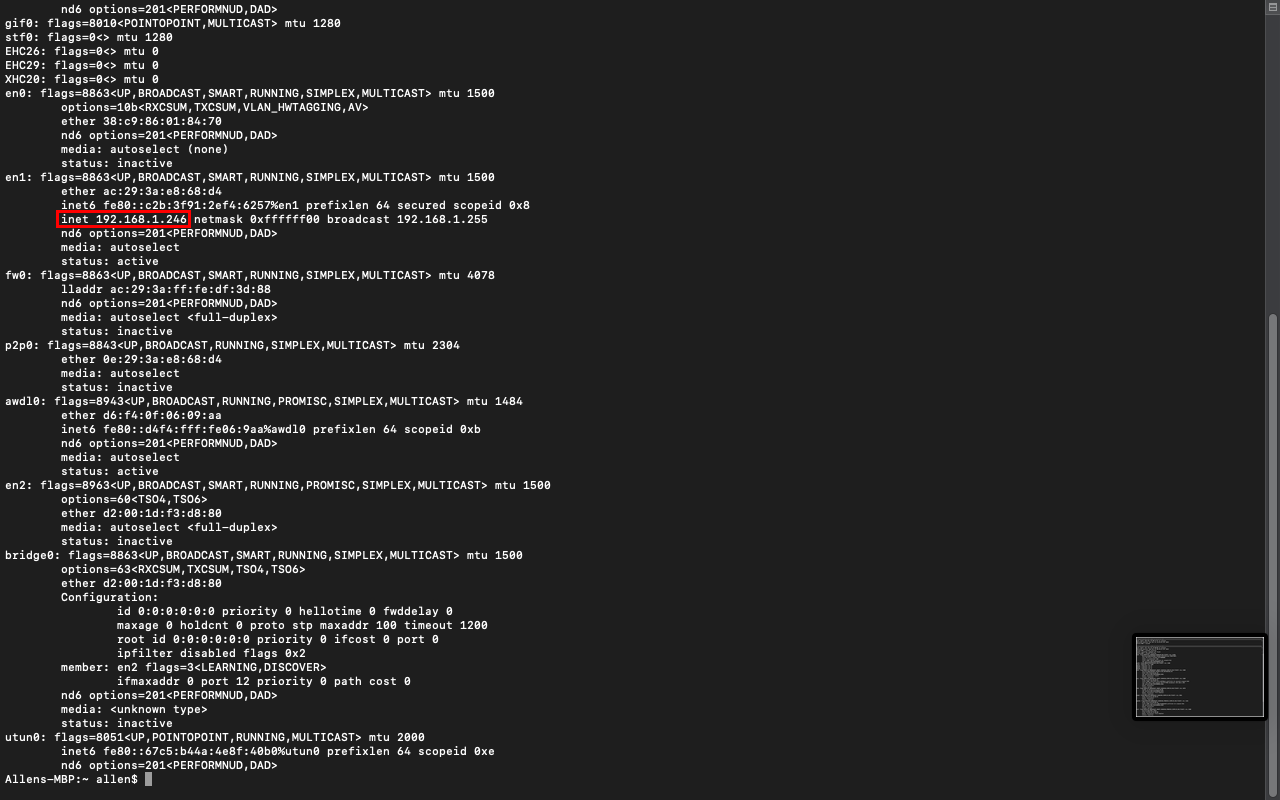 nd6 options=201<PERFORMNUD,DAD>
gif0: flags=8010<POINTOPOINT,MULTICAST> mtu 1280
stf0: flags=0<> mtu 1280
EHC26: flags=0<> mtu 0
EHC29: flags=0<> mtu 0
XHC20: flags=0<> mtu 0
en0: flags=8863<UP,BROADCAST,SMART,RUNNING,SIMPLEX,MULTICAST> mtu 1500
options=10b<RXCSUM,TXCSUM,VLAN_HWTAGGING,AV>
ether 38:c9:86:01:84:70
nd6 options=201<PERFORMNUD,DAD>
media: autoselect (none)
status: inactive
en1: flags=8863<UP,BROADCAST,SMART,RUNNING,SIMPLEX,MULTICAST> mtu 1500
ether ac:29:3a:e8:68:d4
inet6 fe80::c2b:3f91:2ef4:6257%en1 prefixlen 64 secured scopeid 0x8
inet 192.168.1.246 netmask 0xffffff00 broadcast 192.168.1.255
nd6 options=201<PERFORMNUD,DAD>
media: autoselect
status: active
fw0: flags=8863<UP,BROADCAST,SMART,RUNNING,SIMPLEX,MULTICAST> mtu 4078
lladdr ac:29:3a:ff:fe:df:3d:88
nd6 options=201<PERFORMNUD,DAD>
media: autoselect <full-duplex>
status: inactive
p2p0: flags=8843<UP,BROADCAST,RUNNING,SIMPLEX,MULTICAST> mtu 2304
ether 0e:29:3a:e8:68:d4
media: autoselect
status: inactive
awdl0: flags=8943<UP,BROADCAST,RUNNING,PROMISC,SIMPLEX,MULTICAST> mtu 1484
ether d6:f4:0f:06:09:aa
inet6 fe80::d4f4:fff:fe06:9aa%awdl0 prefixlen 64 scopeid 0xb
nd6 options=201<PERFORMNUD,DAD>
media: autoselect
status: active
en2: flags=8963<UP,BROADCAST,SMART,RUNNING,PROMISC,SIMPLEX,MULTICAST> mtu 1500
options=60<TSO4,TSO6>
ether d2:00:1d:f3:d8:80
media: autoselect <full-duplex>
status: inactive
bridge0: flags=8863<UP,BROADCAST,SMART,RUNNING,SIMPLEX,MULTICAST> mtu 1500
options=63<RXCSUM,TXCSUM,TSO4,TSO6>
ether d2:00:1d:f3:d8:80
Configuration:
id 0:0:0:0:0:0 priority 0 hellotime 0 fwddelay 0
maxage 0 holdcnt 0 proto stp maxaddr 100 timeout 1200
root id 0:0:0:0:0:0 priority 0 ifcost 0 port 0
ipfilter disabled flags 0x2
member: en2 flags=3<LEARNING,DISCOVER>
ifmaxaddr 0 port 12 priority 0 path cost 0
nd6 options=201<PERFORMNUD,DAD>
media: <unknown type>
status: inactive
utun0: flags=8051<UP,POINTOPOINT,RUNNING,MULTICAST> mtu 2000
inet6 fe80::67c5:b44a:4e8f:40b0%utun0 prefixlen 64 scopeid 0xe
nd6 options=201<PERFORMNUD,DAD>
Allens-MBP:~ allen$